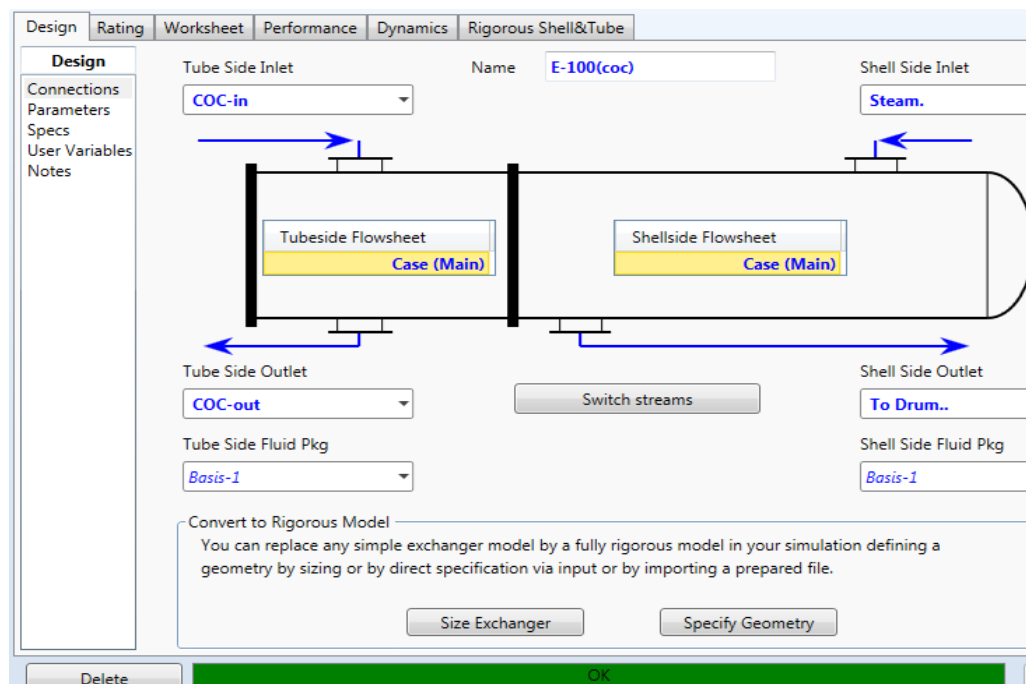 Design Rating Worksheet Performance Dynamics Rigorous Shell&Tube
Design
Connections
Parameters
Specs
User Variables
Notes
Tube Side Inlet Name E-100(coc) Shell Side Inlet
COC-in Steam.
Tubeside Flowsheet Shellside Flowsheet
Case (Main) Case (Main)
Tube Side Outlet Shell Side Outlet
COC-out Switch streams To Drum..
Tube Side Fluid Pkg Shell Side Fluid Pkg
Basis-1 Basis-1
Convert to Rigorous Model
You can replace any simple exchanger model by a fully rigorous model in your simulation defining a
geometry by sizing or by direct specification via input or by importing a prepared file.
Size Exchanger Specify Geometry
Delete OK